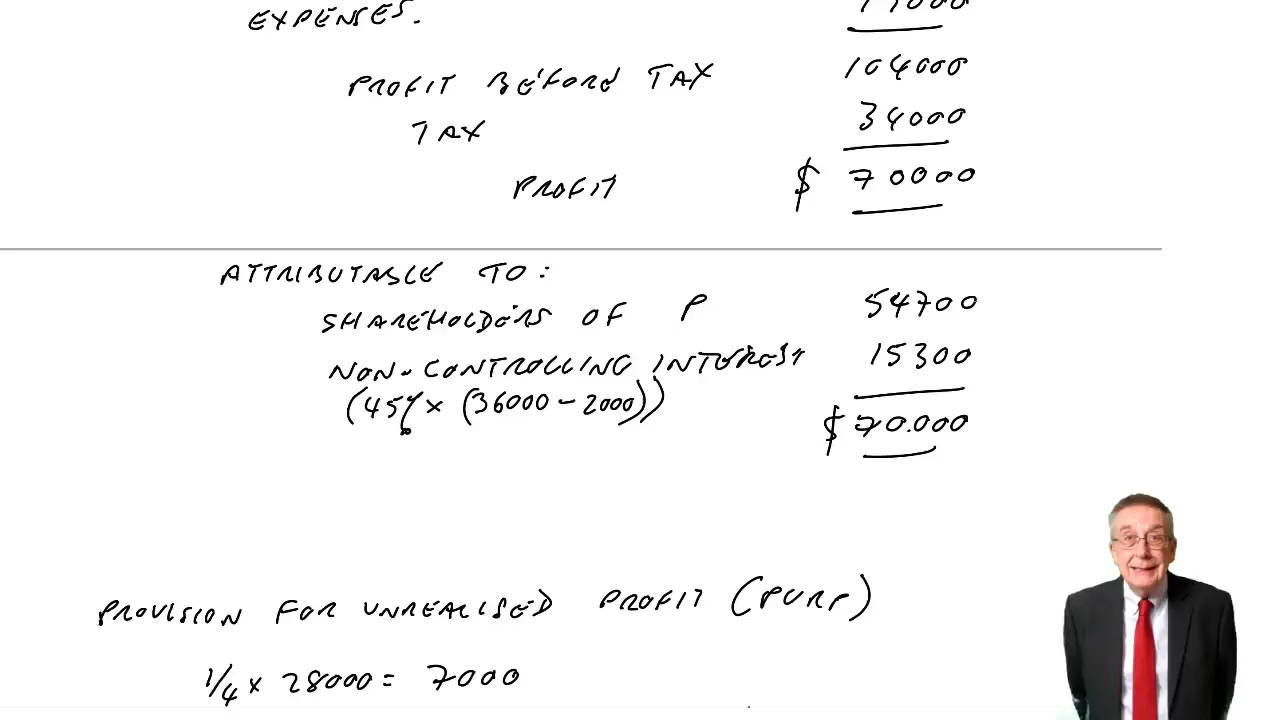 EXPENSES.
PROFIT BEFORE TAX 104000
TAX 34000
PROFIT $ 70000
ATTRIBUTABLE TO:
SHAREHOLDERS OF P 54700
NON-CONTROLLING INTEREST 15300
(45% × (36000 - 2000))
$ 70.000
PROVISION FOR UNREALISED PROFIT (PURP)
1/4 × 28000 = 7000